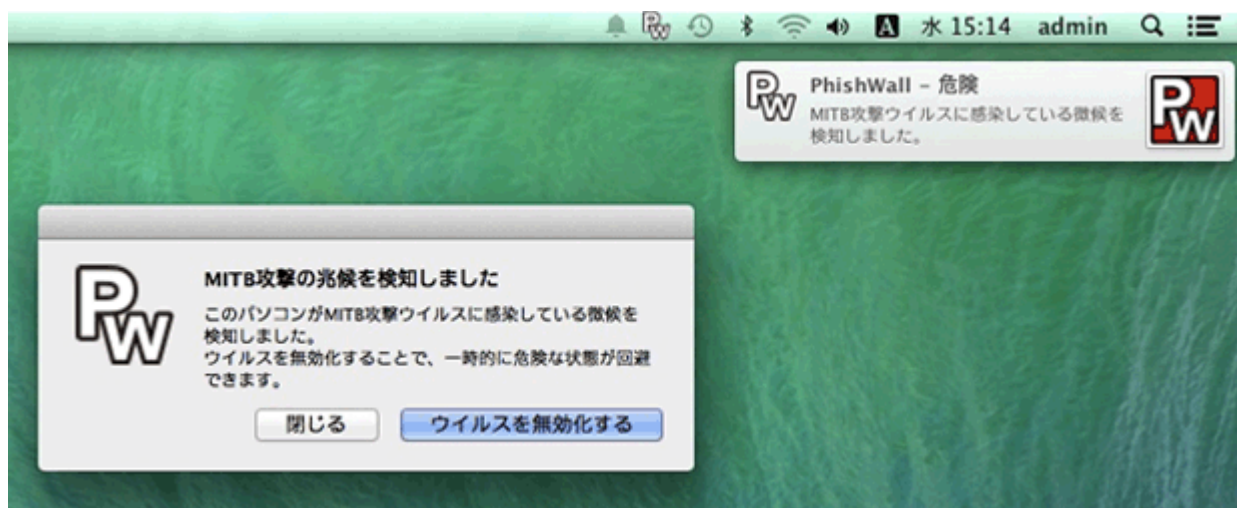 PW A 水 15:14 admin
PW PhishWall – 危険 PW
MITB攻撃ウイルスに感染している徴候を
検知しました。
PW
MITB攻撃の兆候を検知しました
このパソコンがMITB攻撃ウイルスに感染している徴候を
検知しました。
ウイルスを無効化することで、一時的に危険な状態が回避
できます。
閉じる ウイルスを無効化する